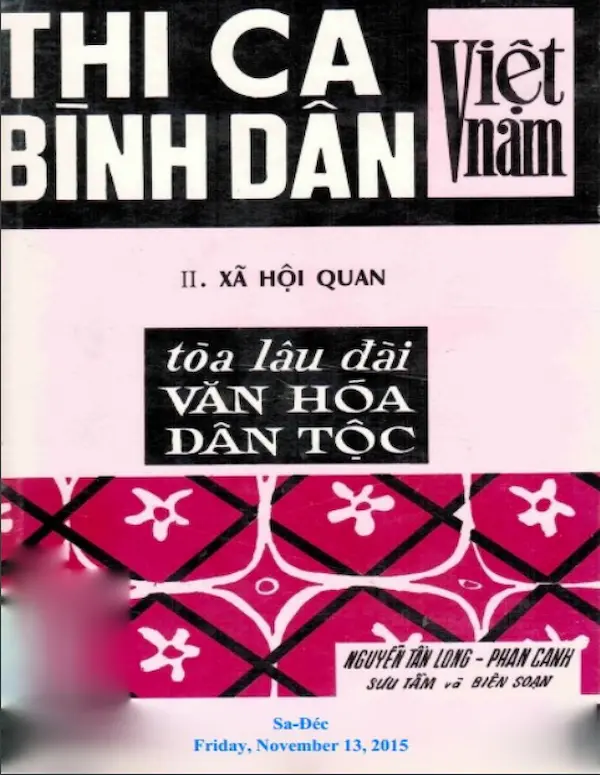 THI CA
BÌNH DÂN
Việt
nam
II. XÃ HỘI QUAN
tòa lâu đài
VĂN HÓA
DÂN TỘC
NGUYỄN TẤN LONG - PHAN CANH
SƯU TẦM và BIÊN SOẠN
Sa-Đéc
Friday, November 13, 2015